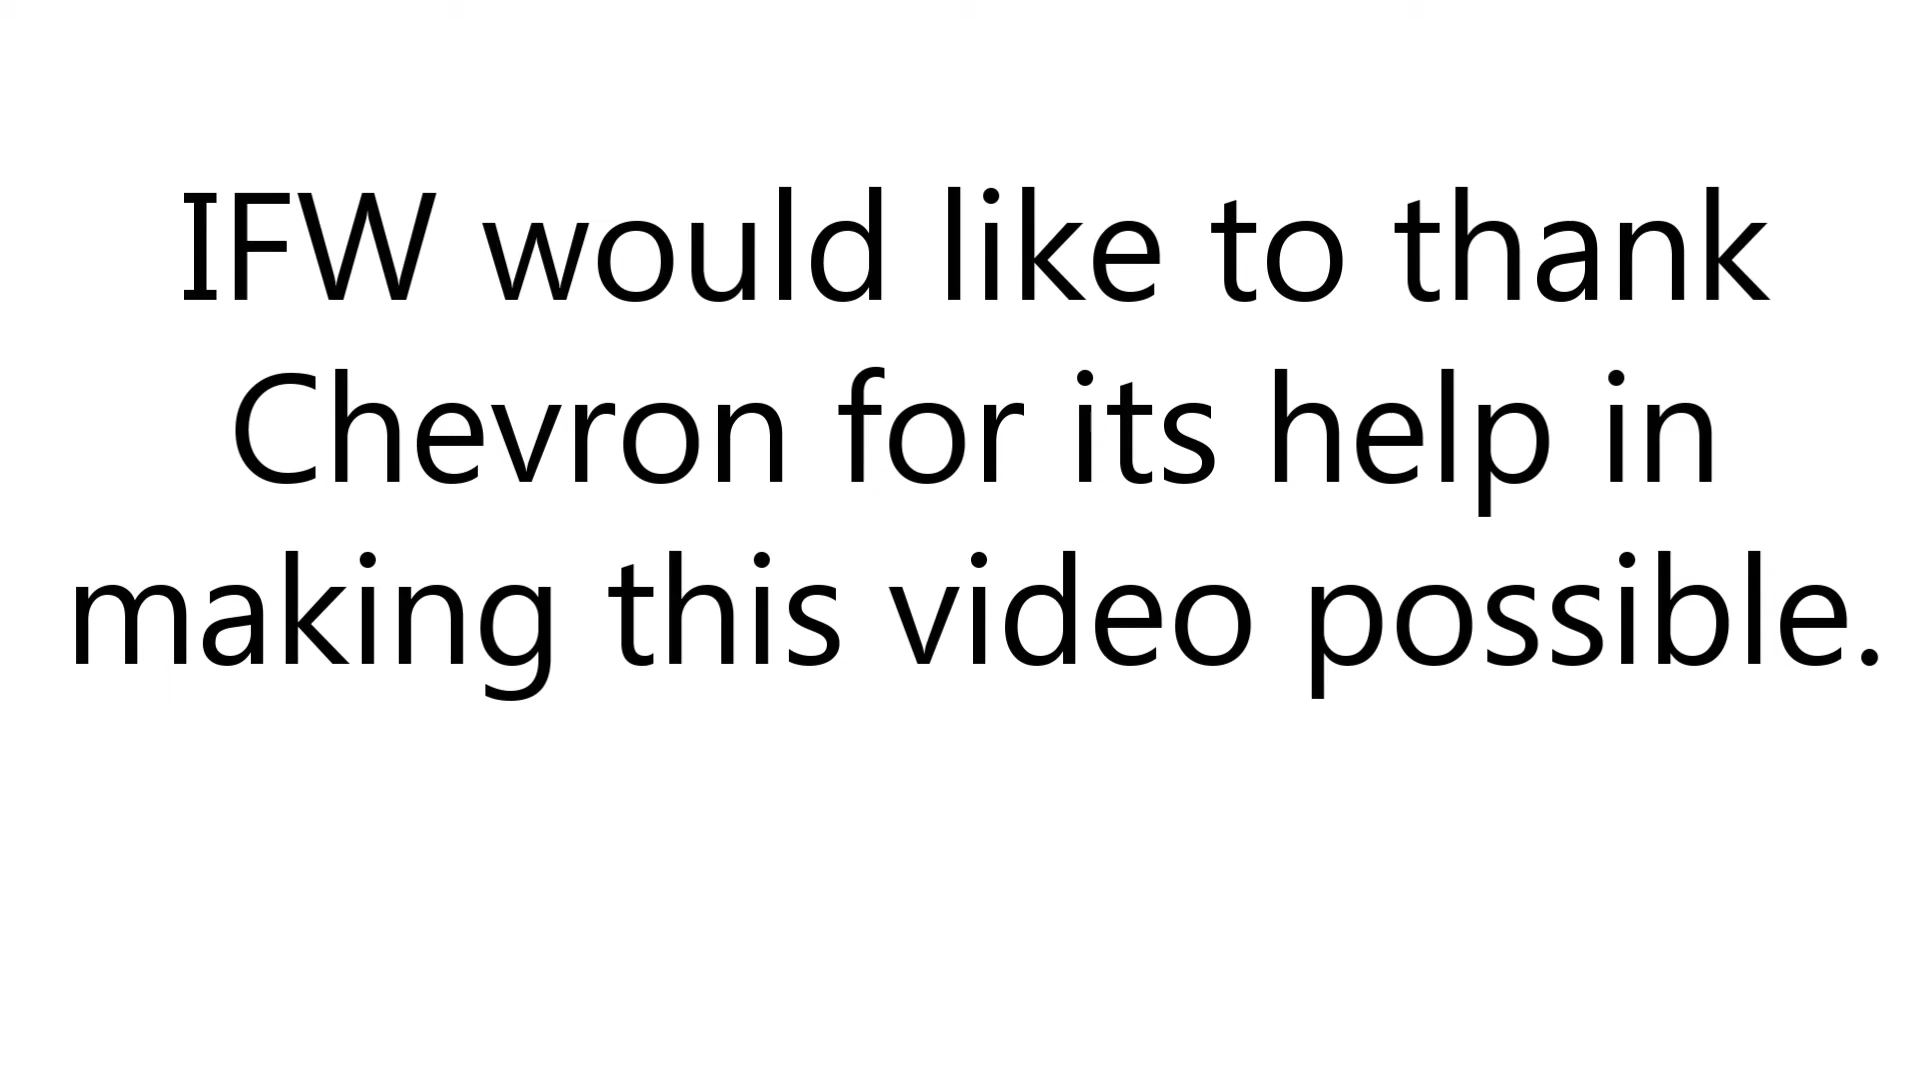 IFW would like to thank
Chevron for its help in
making this video possible.